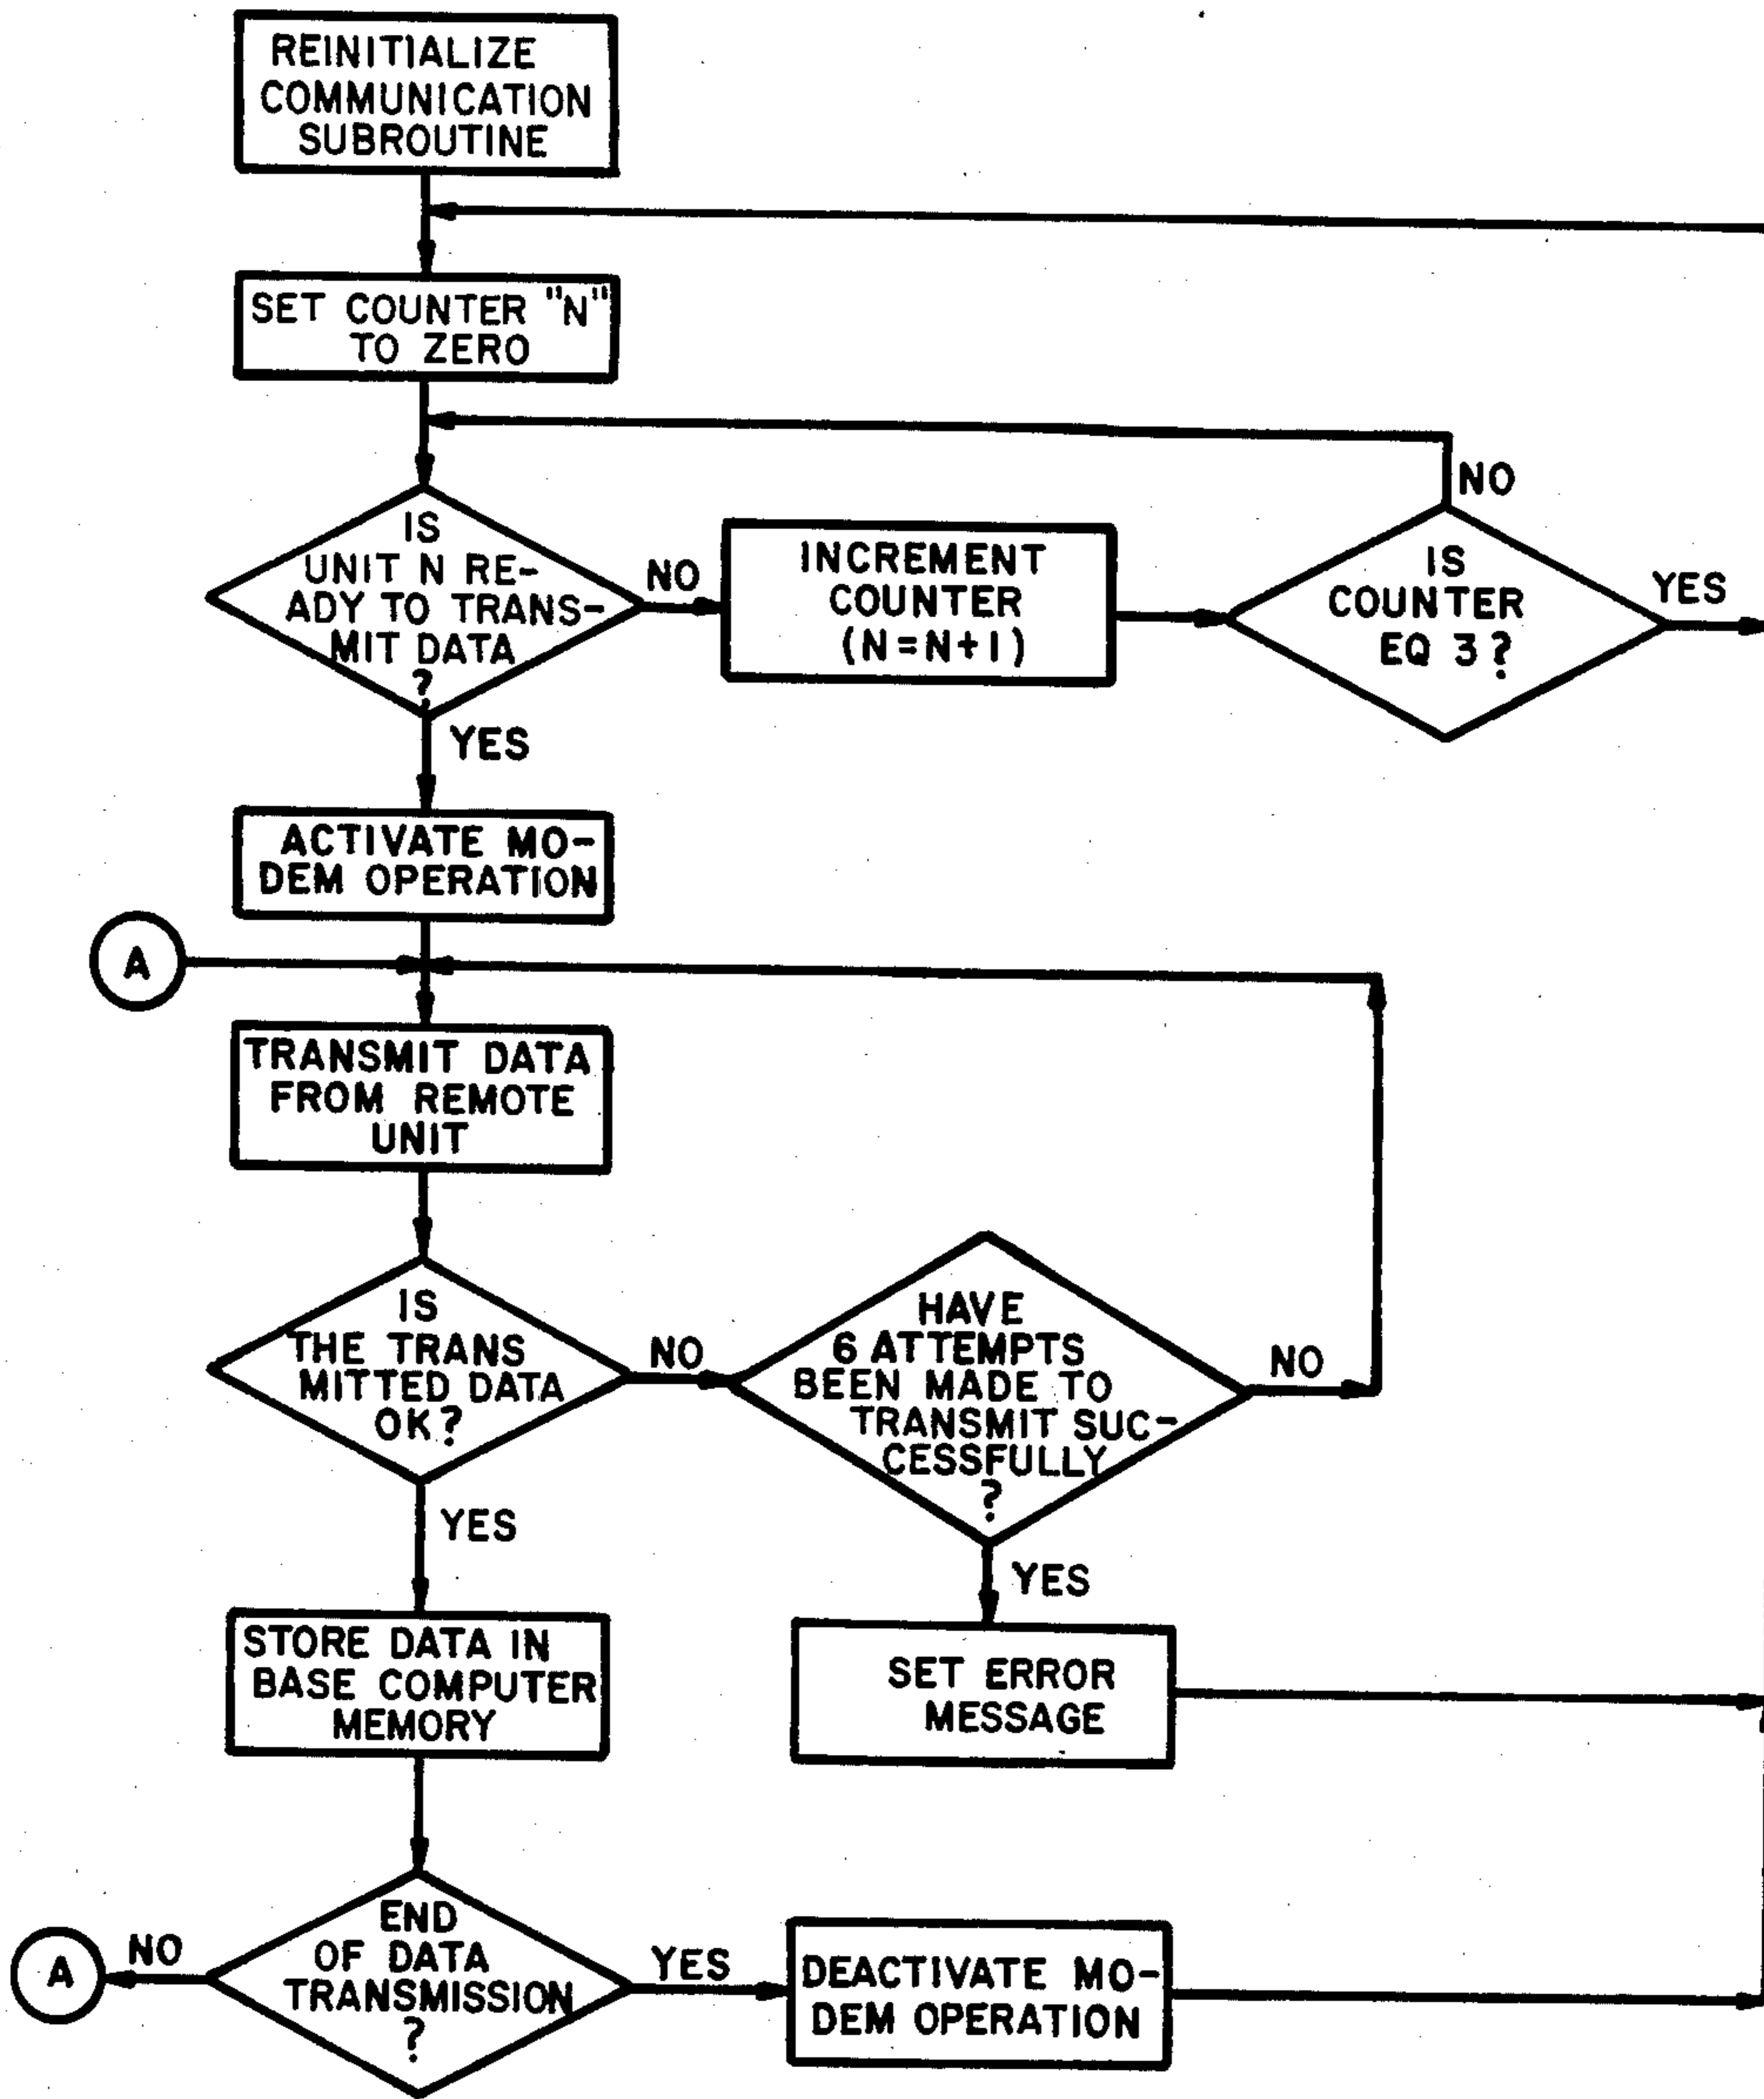 REINITIALIZE
COMMUNICATION
SUBROUTINE
SET COUNTER "N"
TO ZERO
IS
UNIT N RE-
ADY TO TRANS-
MIT DATA
?
NO
INCREMENT
COUNTER
(N=N+1)
IS
COUNTER
EQ 3?
NO
YES
YES
ACTIVATE MO-
DEM OPERATION
A
TRANSMIT DATA
FROM REMOTE
UNIT
IS
THE TRANS
MITTED DATA
OK?
NO
HAVE
6 ATTEMPTS
BEEN MADE TO
TRANSMIT SUC-
CESSFULLY
?
NO
YES
YES
STORE DATA IN
BASE COMPUTER
MEMORY
SET ERROR
MESSAGE
END
OF DATA
TRANSMISSION
?
NO
A
YES
DEACTIVATE MO-
DEM OPERATION